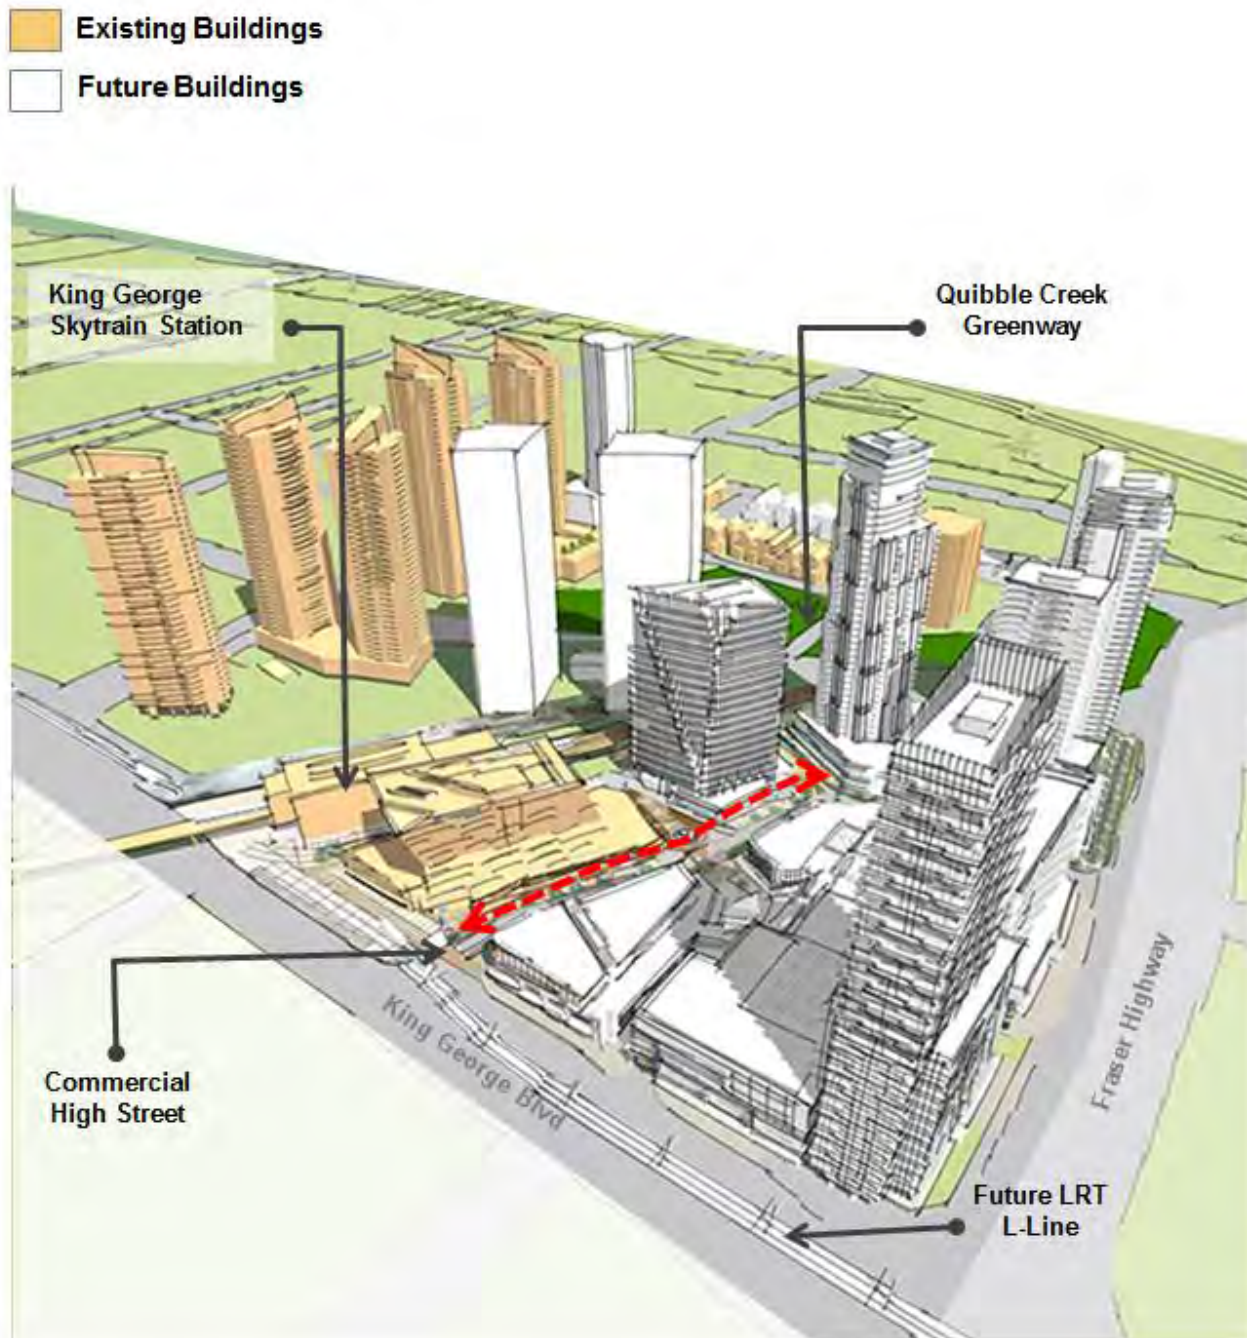 Existing Buildings
Future Buildings
King George
Skytrain Station
Quibble Creek
Greenway
Commercial
High Street
King George Blvd
Fraser Highway
Future LRT
L-Line